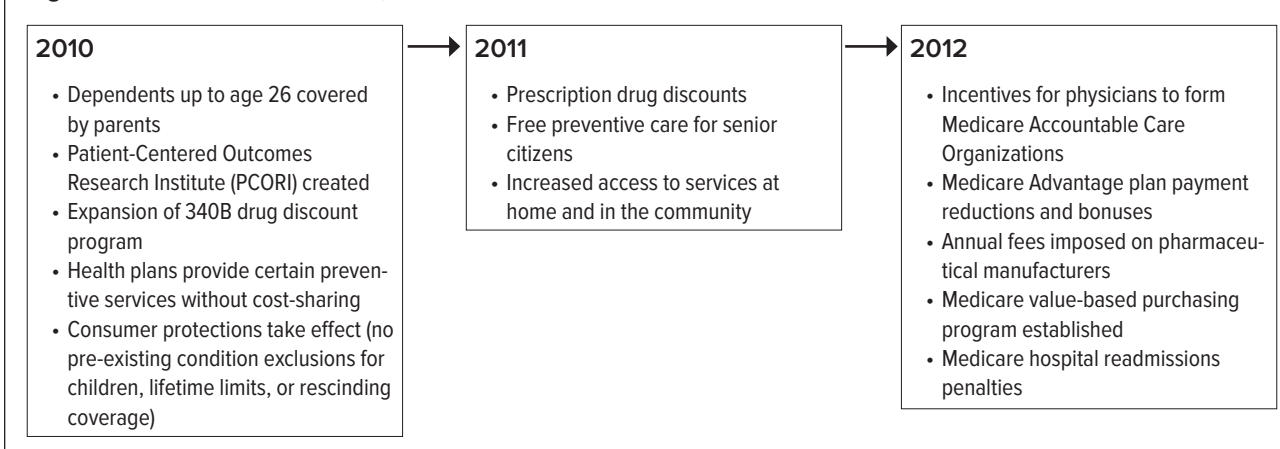 2010
• Dependents up to age 26 covered
by parents
• Patient-Centered Outcomes
Research Institute (PCORI) created
• Expansion of 340B drug discount
program
• Health plans provide certain preven-
tive services without cost-sharing
• Consumer protections take effect (no
pre-existing condition exclusions for
children, lifetime limits, or rescinding
coverage)
2011
• Prescription drug discounts
• Free preventive care for senior
citizens
• Increased access to services at
home and in the community
2012
• Incentives for physicians to form
Medicare Accountable Care
Organizations
• Medicare Advantage plan payment
reductions and bonuses
• Annual fees imposed on pharmaceu-
tical manufacturers
• Medicare value-based purchasing
program established
• Medicare hospital readmissions
penalties